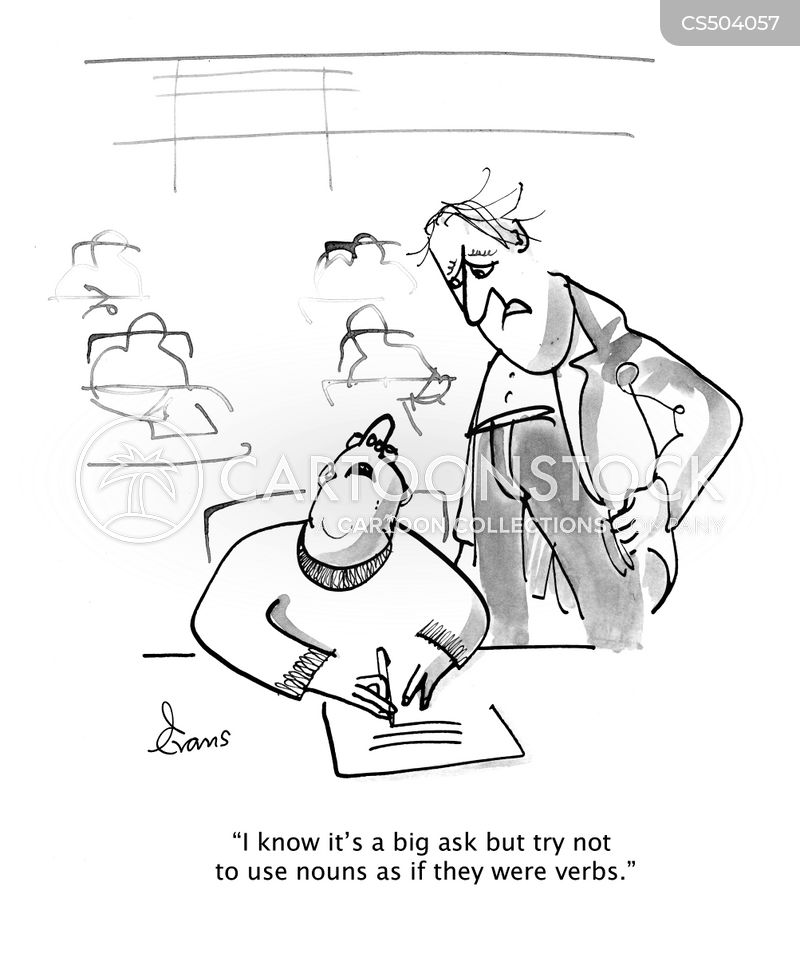 CS504057
CARTOONSTOCK
CARTOON COLLECTIONS COMPANY
Evans
“I know it’s a big ask but try not
to use nouns as if they were verbs.”